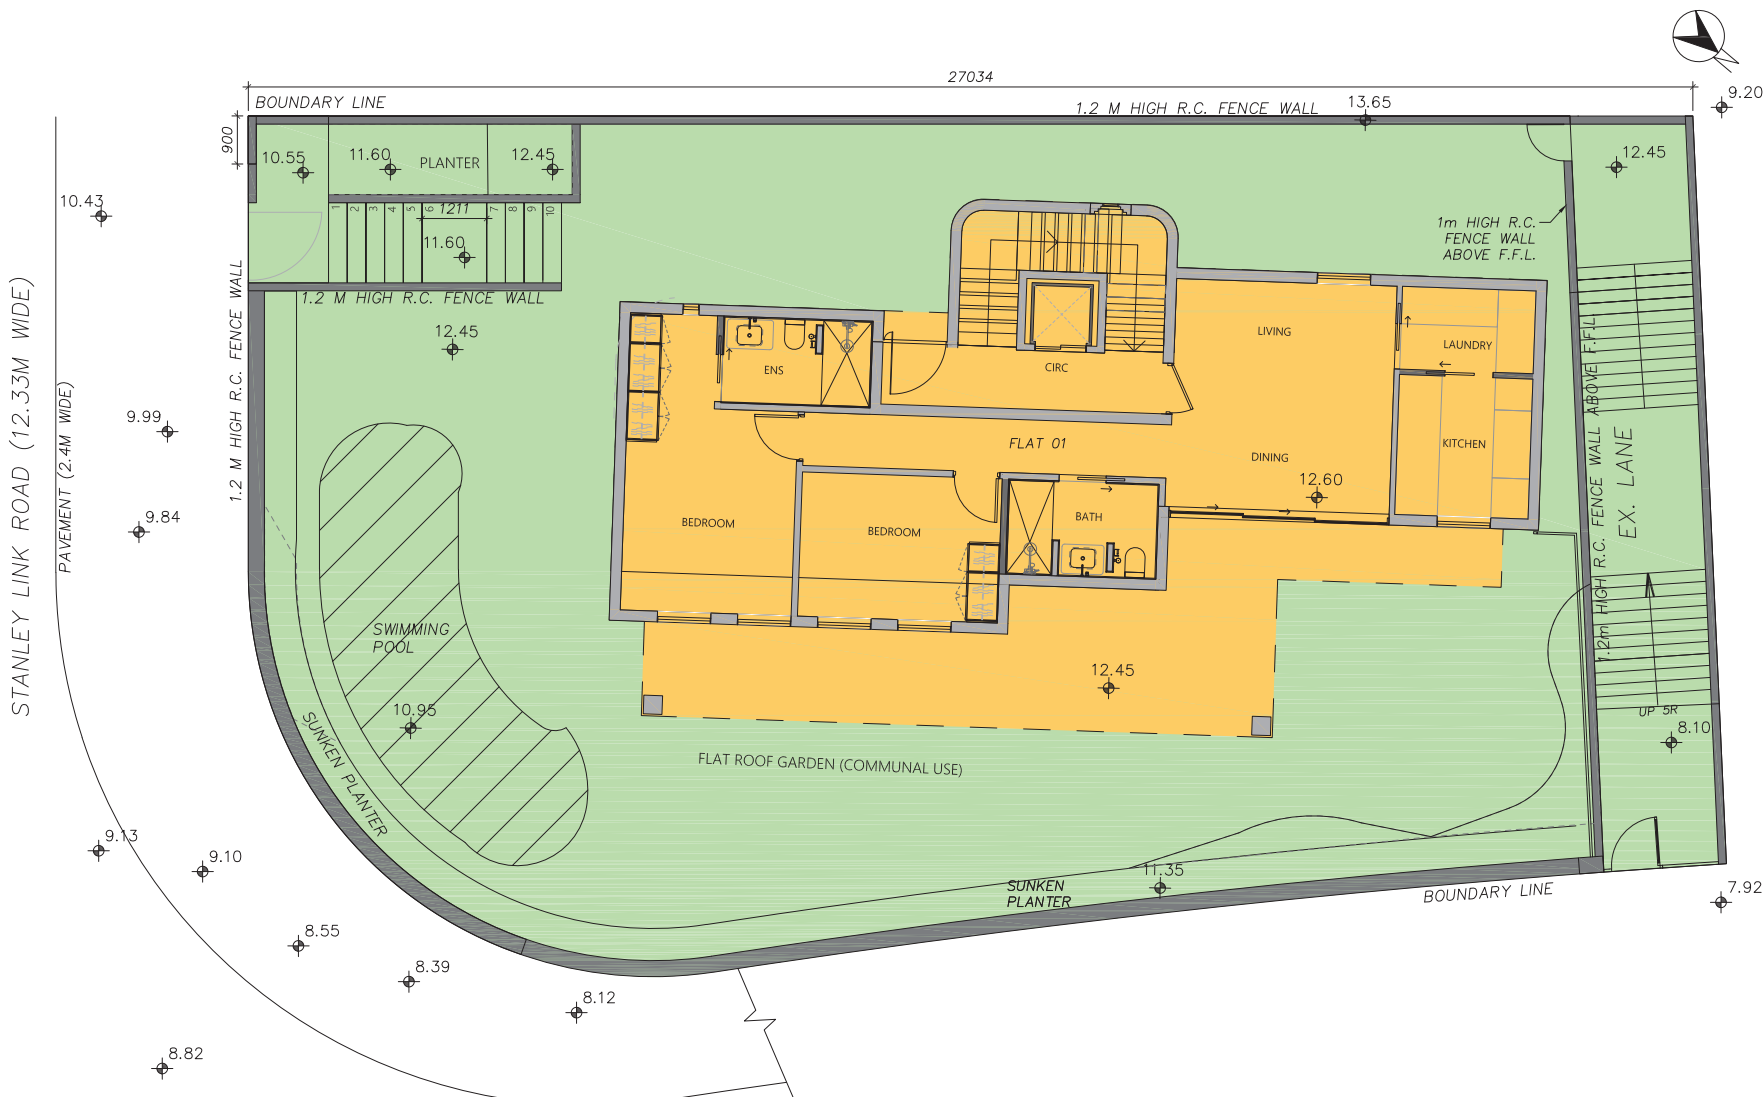 27034
BOUNDARY LINE
1.2 M HIGH R.C. FENCE WALL
13.65
9.20
900
10.55
11.60
PLANTER
12.45
12.45
10.43
1
2
3
4
5
6
7
8
9
10
1211
11.60
1m HIGH R.C.
FENCE WALL
ABOVE F.F.L.
1.2 M HIGH R.C. FENCE WALL
1.2 M HIGH R.C. FENCE WALL
12.45
STANLEY LINK ROAD (12.33M WIDE)
PAVEMENT (2.4M WIDE)
9.99
9.84
LIVING
LAUNDRY
ENS
CIRC
FLAT 01
DINING
KITCHEN
12.60
BEDROOM
BEDROOM
BATH
1.2m HIGH R.C. FENCE WALL ABOVE F.F.L.
EX. LANE
SWIMMING
POOL
12.45
10.95
UP 5R
8.10
SUNKEN PLANTER
FLAT ROOF GARDEN (COMMUNAL USE)
9.13
9.10
11.35
SUNKEN
PLANTER
BOUNDARY LINE
7.92
8.55
8.39
8.12
8.82